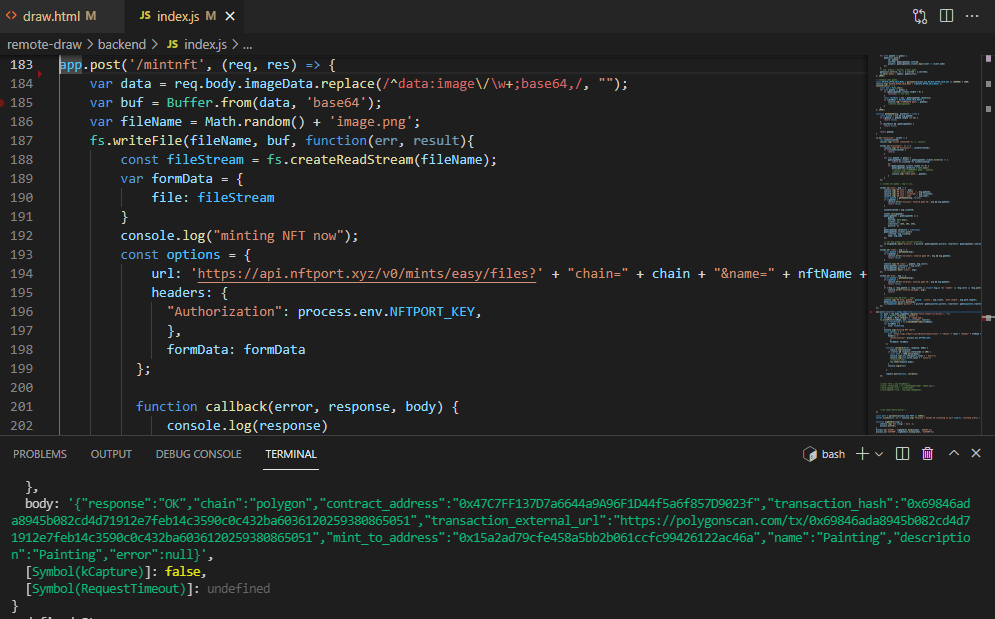 draw.html M
JS index.js M ×
remote-draw > backend > JS index.js > ...
183 app.post('/mintnft', (req, res) => {
184 var data = req.body.imageData.replace(/^data:image\/\w+;base64,/, "");
185 var buf = Buffer.from(data, 'base64');
186 var fileName = Math.random() + 'image.png';
187 fs.writeFile(fileName, buf, function(err, result){
188 const fileStream = fs.createReadStream(fileName);
189 var formData = {
190 file: fileStream
191 }
192 console.log("minting NFT now");
193 const options = {
194 url: 'https://api.nftport.xyz/v0/mints/easy/files?' + "chain=" + chain + "&name=" + nftName +
195 headers: {
196 "Authorization": process.env.NFTPORT_KEY,
197 },
198 formData: formData
199 };
200
201 function callback(error, response, body) {
202 console.log(response)
PROBLEMS OUTPUT DEBUG CONSOLE TERMINAL bash
},
body: '{"response":"OK","chain":"polygon","contract_address":"0x47C7FF137D7a6644a9A96F1D44f5a6f857D9023f","transaction_hash":"0x69846ad
a8945b082cd4d71912e7feb14c3590c0c432ba6036120259380865051","transaction_external_url":"https://polygonscan.com/tx/0x69846ada8945b082cd4d7
1912e7feb14c3590c0c432ba6036120259380865051","mint_to_address":"0x15a2ad79cfe458a5bb2b061ccfc99426122ac46a","name":"Painting","descriptio
n":"Painting","error":null}',
[Symbol(kCapture)]: false,
[Symbol(RequestTimeout)]: undefined
}